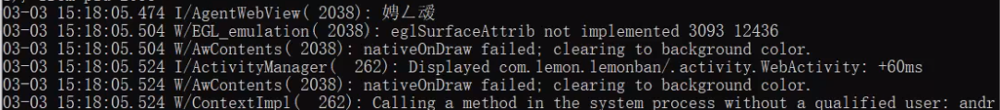 03-03 15:18:05.474 I/AgentWebView( 2038):
03-03 15:18:05.504 W/EGL_emulation( 2038): eglSurfaceAttrib not implemented 3093 12436
03-03 15:18:05.504 W/AwContents( 2038): nativeOnDraw failed; clearing to background color.
03-03 15:18:05.524 I/ActivityManager(  262): Displayed com.lemon.lemonban/.activity.WebActivity: +60ms
03-03 15:18:05.524 W/AwContents( 2038): nativeOnDraw failed; clearing to background color.
03-03 15:18:05.524 W/ContextImpl(  262): Calling a method in the system process without a qualified user: andr